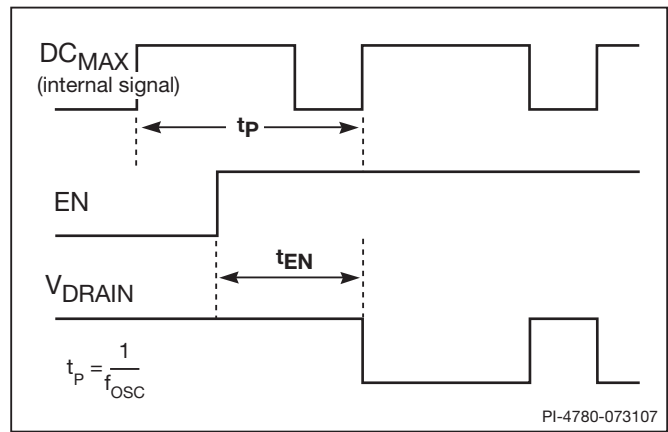 DCMAX
(internal signal)
tP
EN
tEN
VDRAIN
tP = 1
fOSC
PI-4780-073107